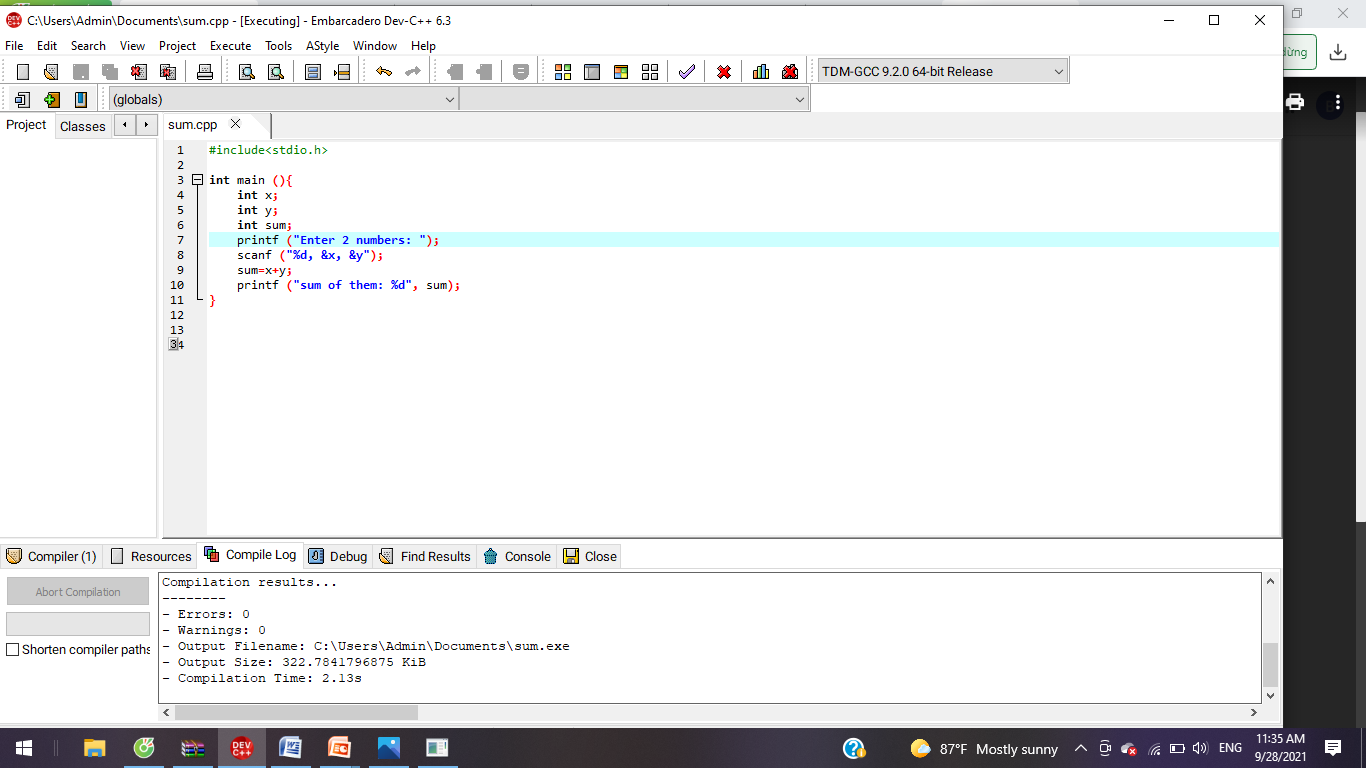 C:\Users\Admin\Documents\sum.cpp - [Executing] - Embarcadero Dev-C++ 6.3
File Edit Search View Project Execute Tools AStyle Window Help
TDM-GCC 9.2.0 64-bit Release
(globals)
Project Classes sum.cpp
1 #include<stdio.h>
2
3 int main (){
4 int x;
5 int y;
6 int sum;
7 printf ("Enter 2 numbers: ");
8 scanf ("%d, &x, &y");
9 sum=x+y;
10 printf ("sum of them: %d", sum);
11 }
12
13
34
Compiler (1) Resources Compile Log Debug Find Results Console Close
Abort Compilation
Shorten compiler paths
Compilation results...
--------
- Errors: 0
- Warnings: 0
- Output Filename: C:\Users\Admin\Documents\sum.exe
- Output Size: 322.7841796875 KiB
- Compilation Time: 2.13s
DEV C++
87°F Mostly sunny
ENG
11:35 AM
9/28/2021